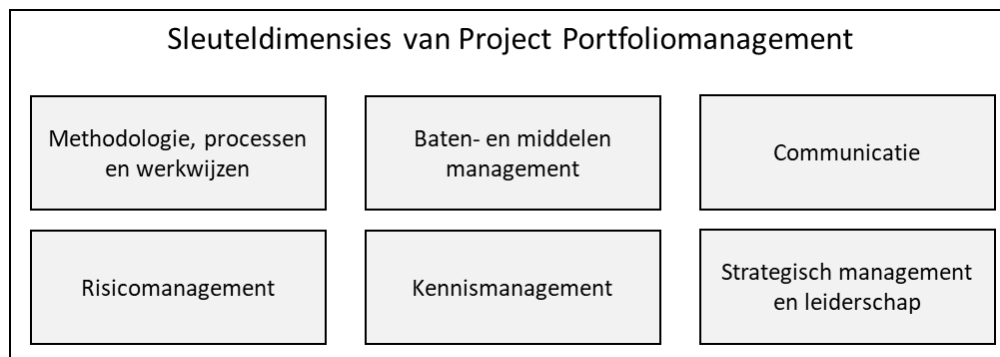 Sleuteldimensies van Project Portfoliomanagement
Methodologie, processen
en werkwijzen
Baten- en middelen
management
Communicatie
Risicomanagement
Kennismanagement
Strategisch management
en leiderschap